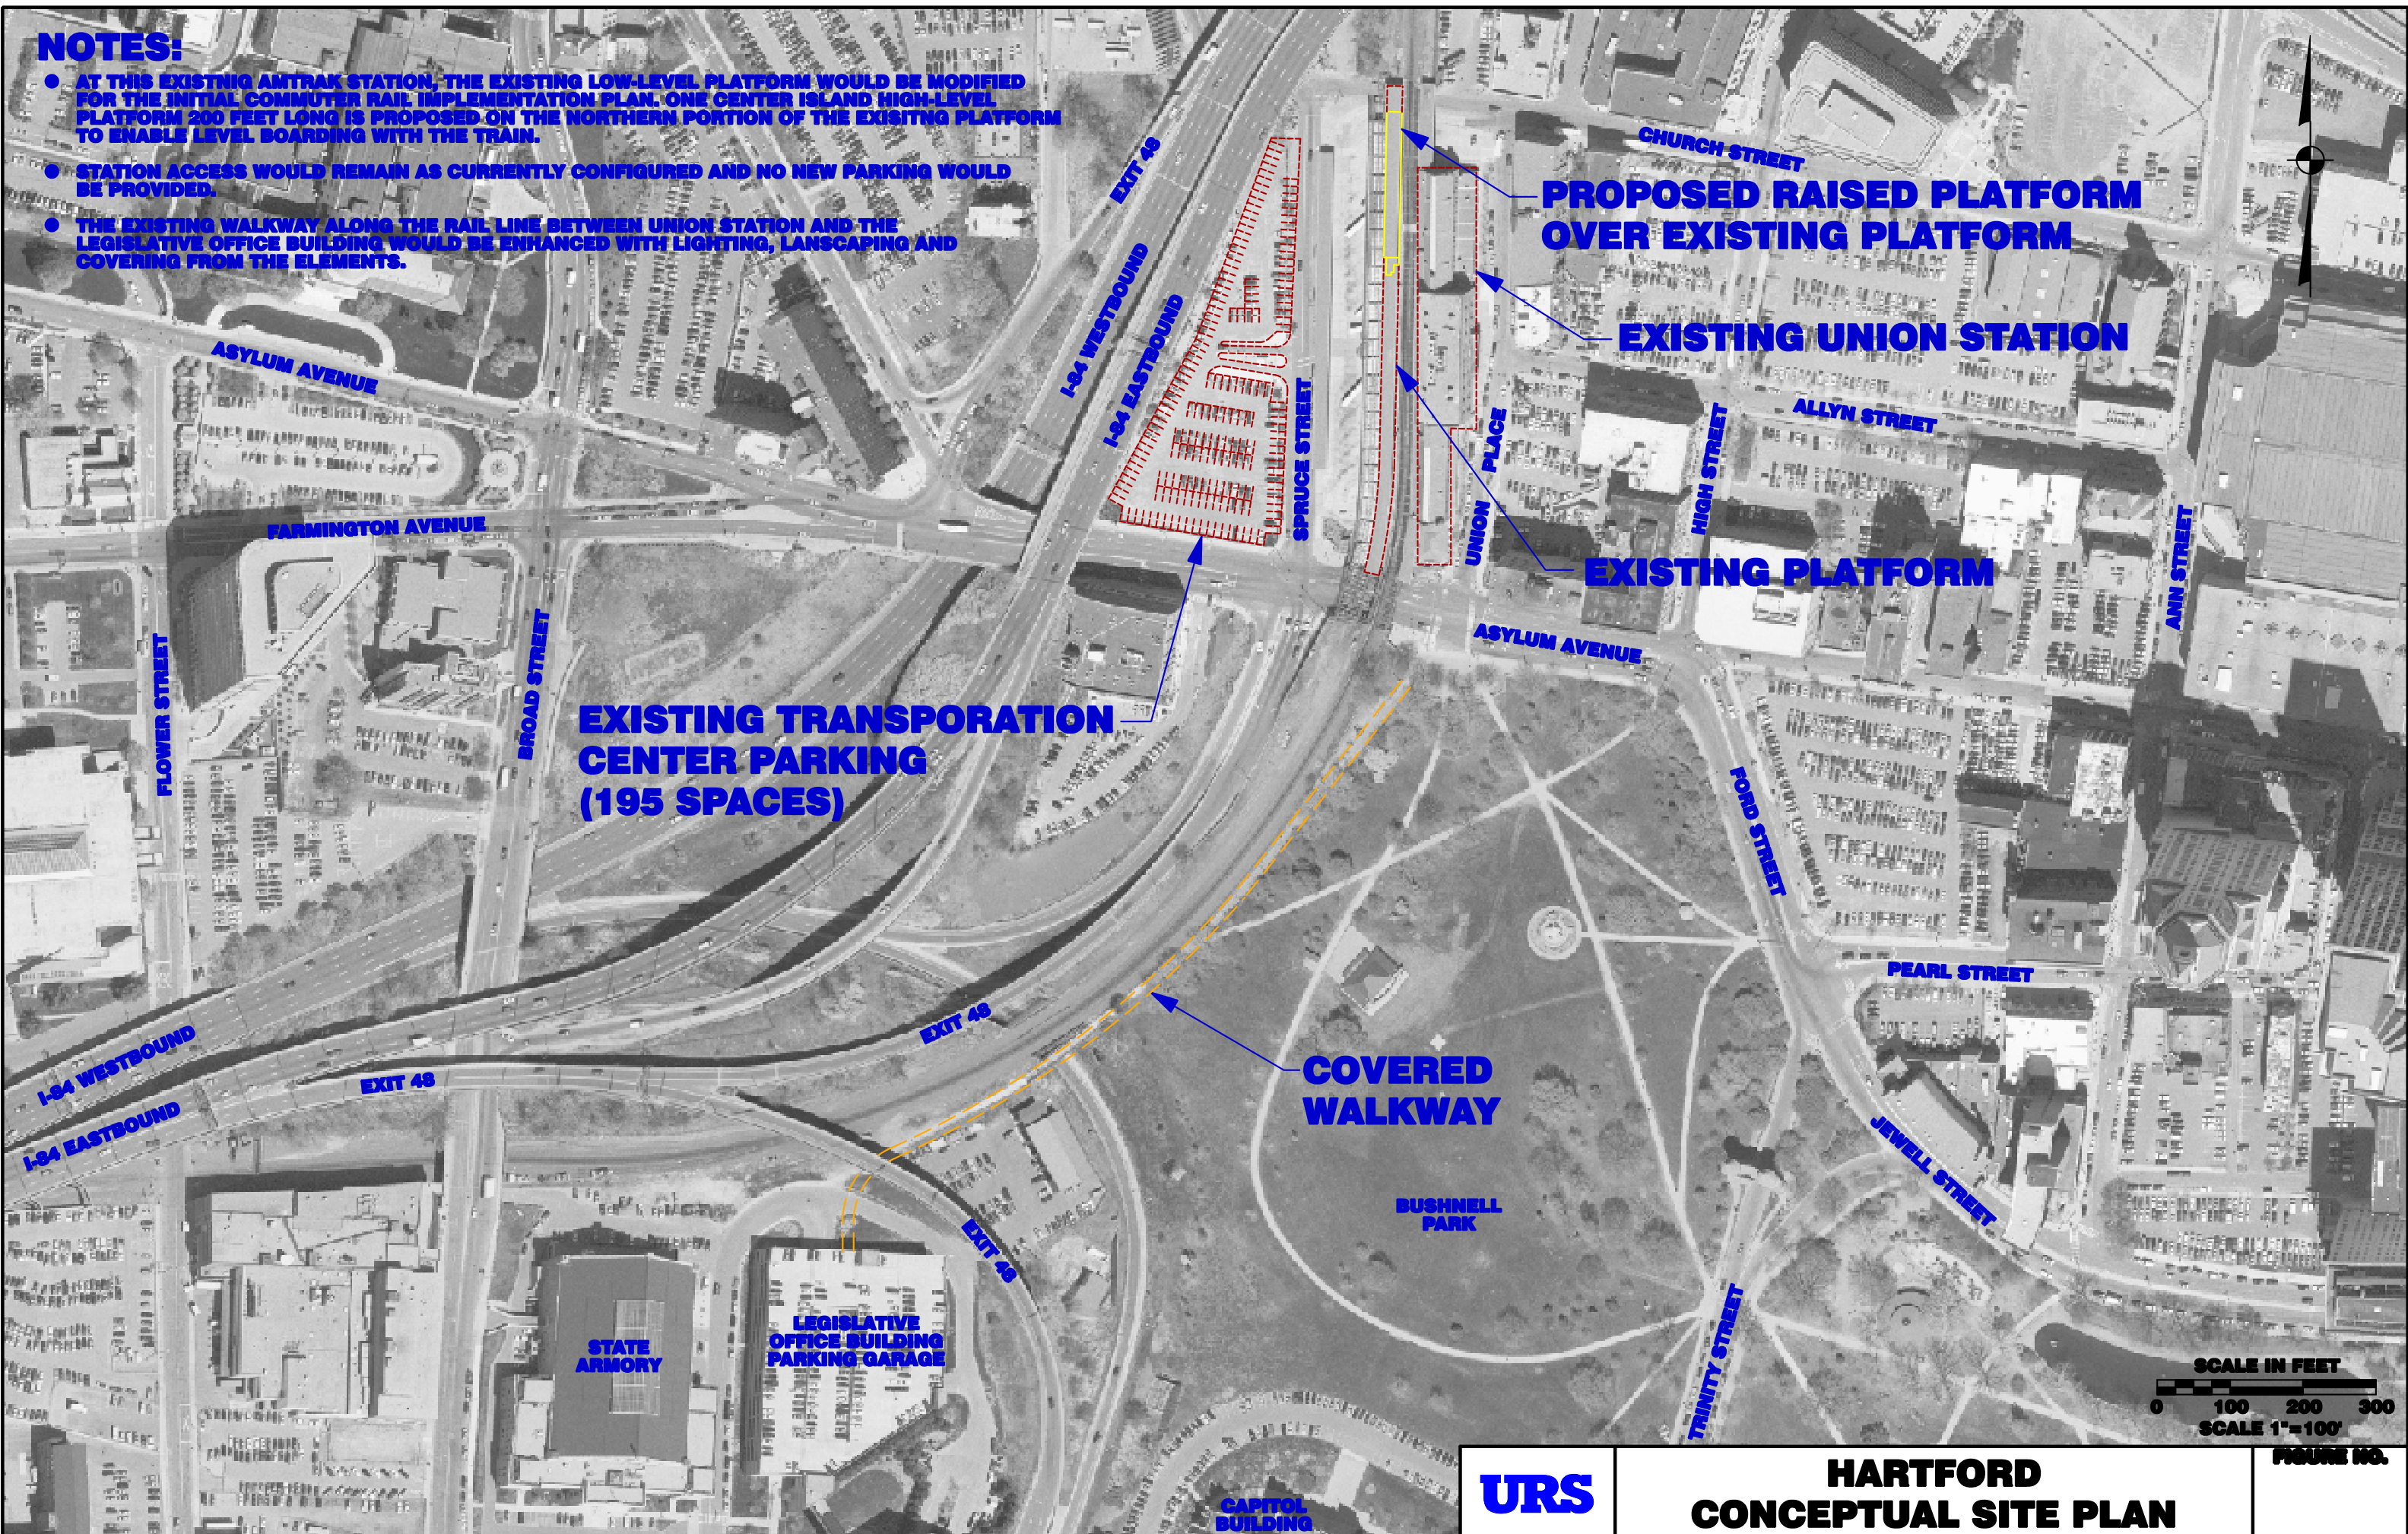 NOTES:
● AT THIS EXISTNIG AMTRAK STATION, THE EXISTING LOW-LEVEL PLATFORM WOULD BE MODIFIED
FOR THE INITIAL COMMUTER RAIL IMPLEMENTATION PLAN. ONE CENTER ISLAND HIGH-LEVEL
PLATFORM 200 FEET LONG IS PROPOSED ON THE NORTHERN PORTION OF THE EXISITNG PLATFORM
TO ENABLE LEVEL BOARDING WITH THE TRAIN.
● STATION ACCESS WOULD REMAIN AS CURRENTLY CONFIGURED AND NO NEW PARKING WOULD
BE PROVIDED.
● THE EXISTING WALKWAY ALONG THE RAIL LINE BETWEEN UNION STATION AND THE
LEGISLATIVE OFFICE BUILDING WOULD BE ENHANCED WITH LIGHTING, LANSCAPING AND
COVERING FROM THE ELEMENTS.
EXIT 48
CHURCH STREET
PROPOSED RAISED PLATFORM
OVER EXISTING PLATFORM
I-84 WESTBOUND
I-84 EASTBOUND
EXISTING UNION STATION
ASYLUM AVENUE
SPRUCE STREET
UNION PLACE
HIGH STREET
ALLYN STREET
ANN STREET
FARMINGTON AVENUE
EXISTING PLATFORM
FLOWER STREET
BROAD STREET
ASYLUM AVENUE
EXISTING TRANSPORATION
CENTER PARKING
(195 SPACES)
FORD STREET
PEARL STREET
EXIT 48
I-84 WESTBOUND
I-84 EASTBOUND
EXIT 48
COVERED
WALKWAY
JEWELL STREET
BUSHNELL
PARK
EXIT 48
STATE
ARMORY
LEGISLATIVE
OFFICE BUILDING
PARKING GARAGE
TRINITY STREET
SCALE IN FEET
0 100 200 300
SCALE 1"=100'
CAPITOL
BUILDING
URS
HARTFORD
CONCEPTUAL SITE PLAN
FIGURE NO.